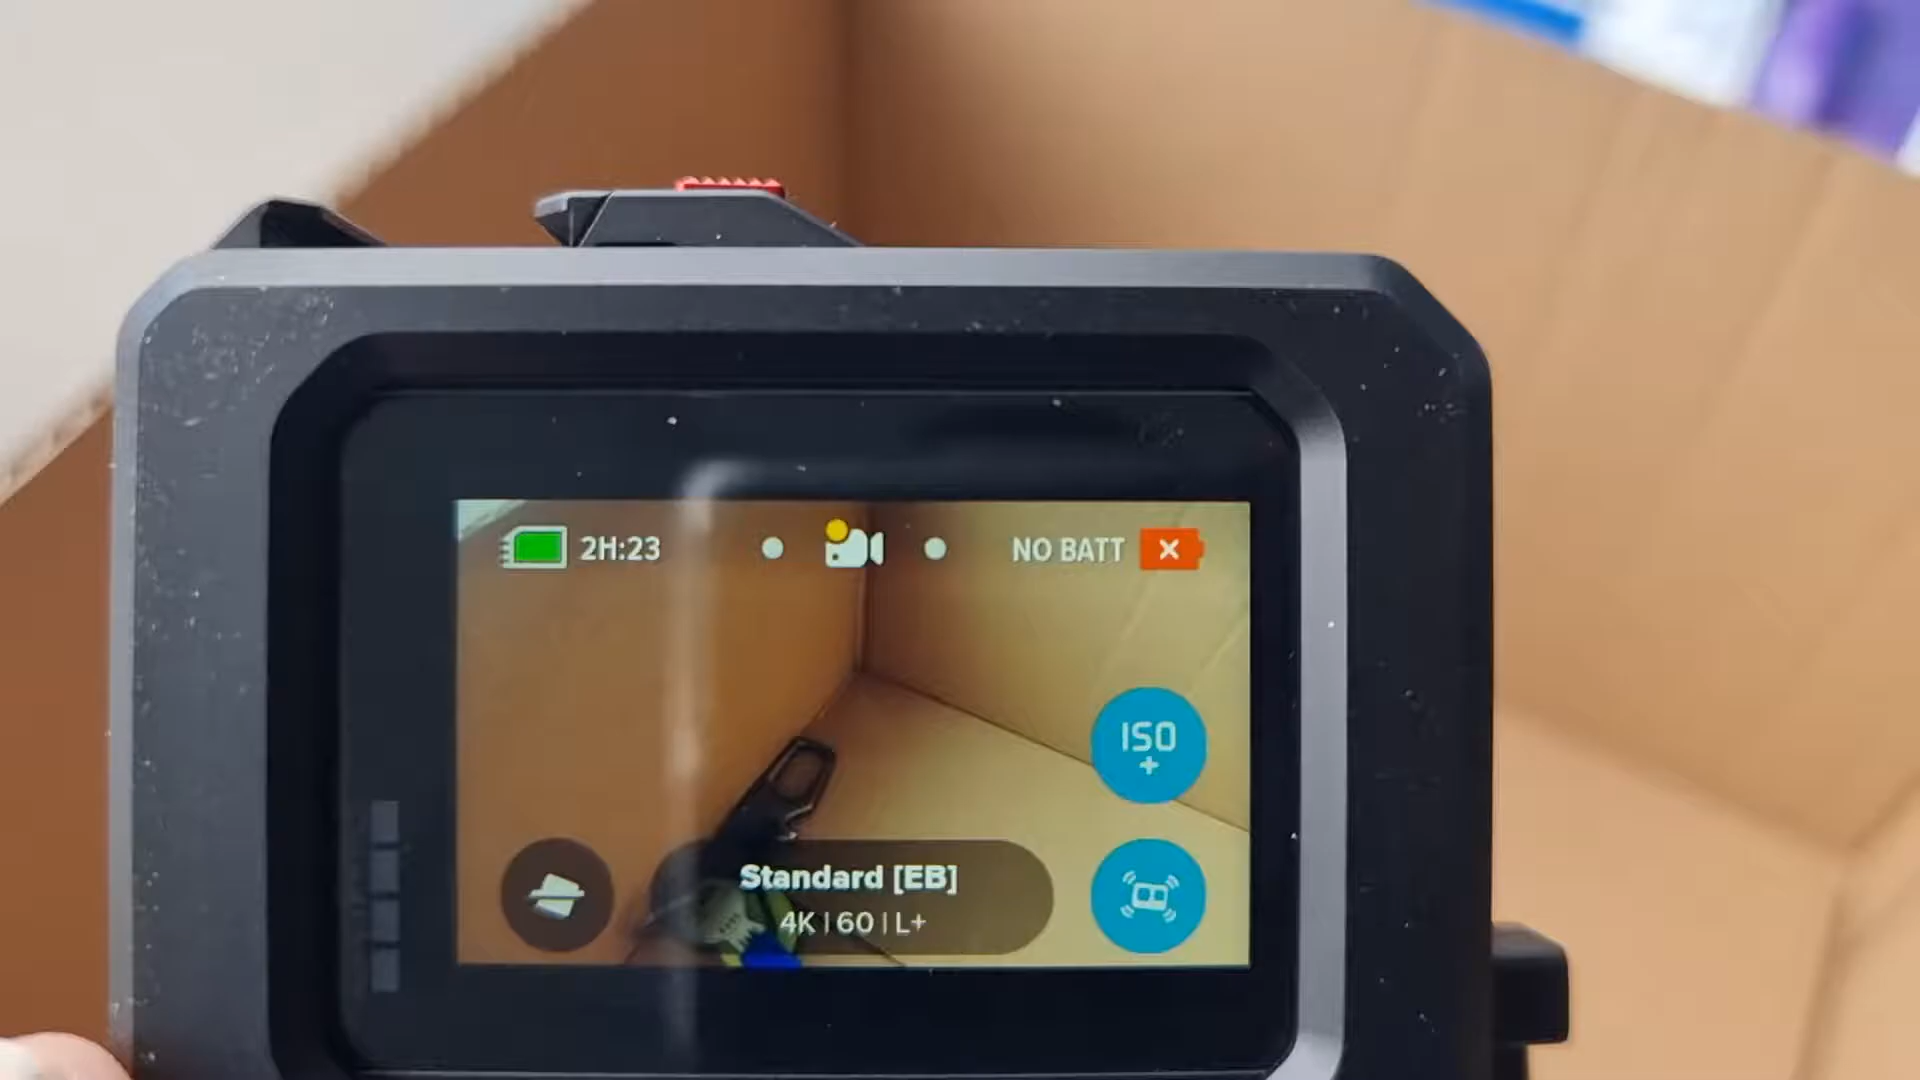 2H:23
NO BATT
ISO
+
Standard [EB]
4K|60|L+